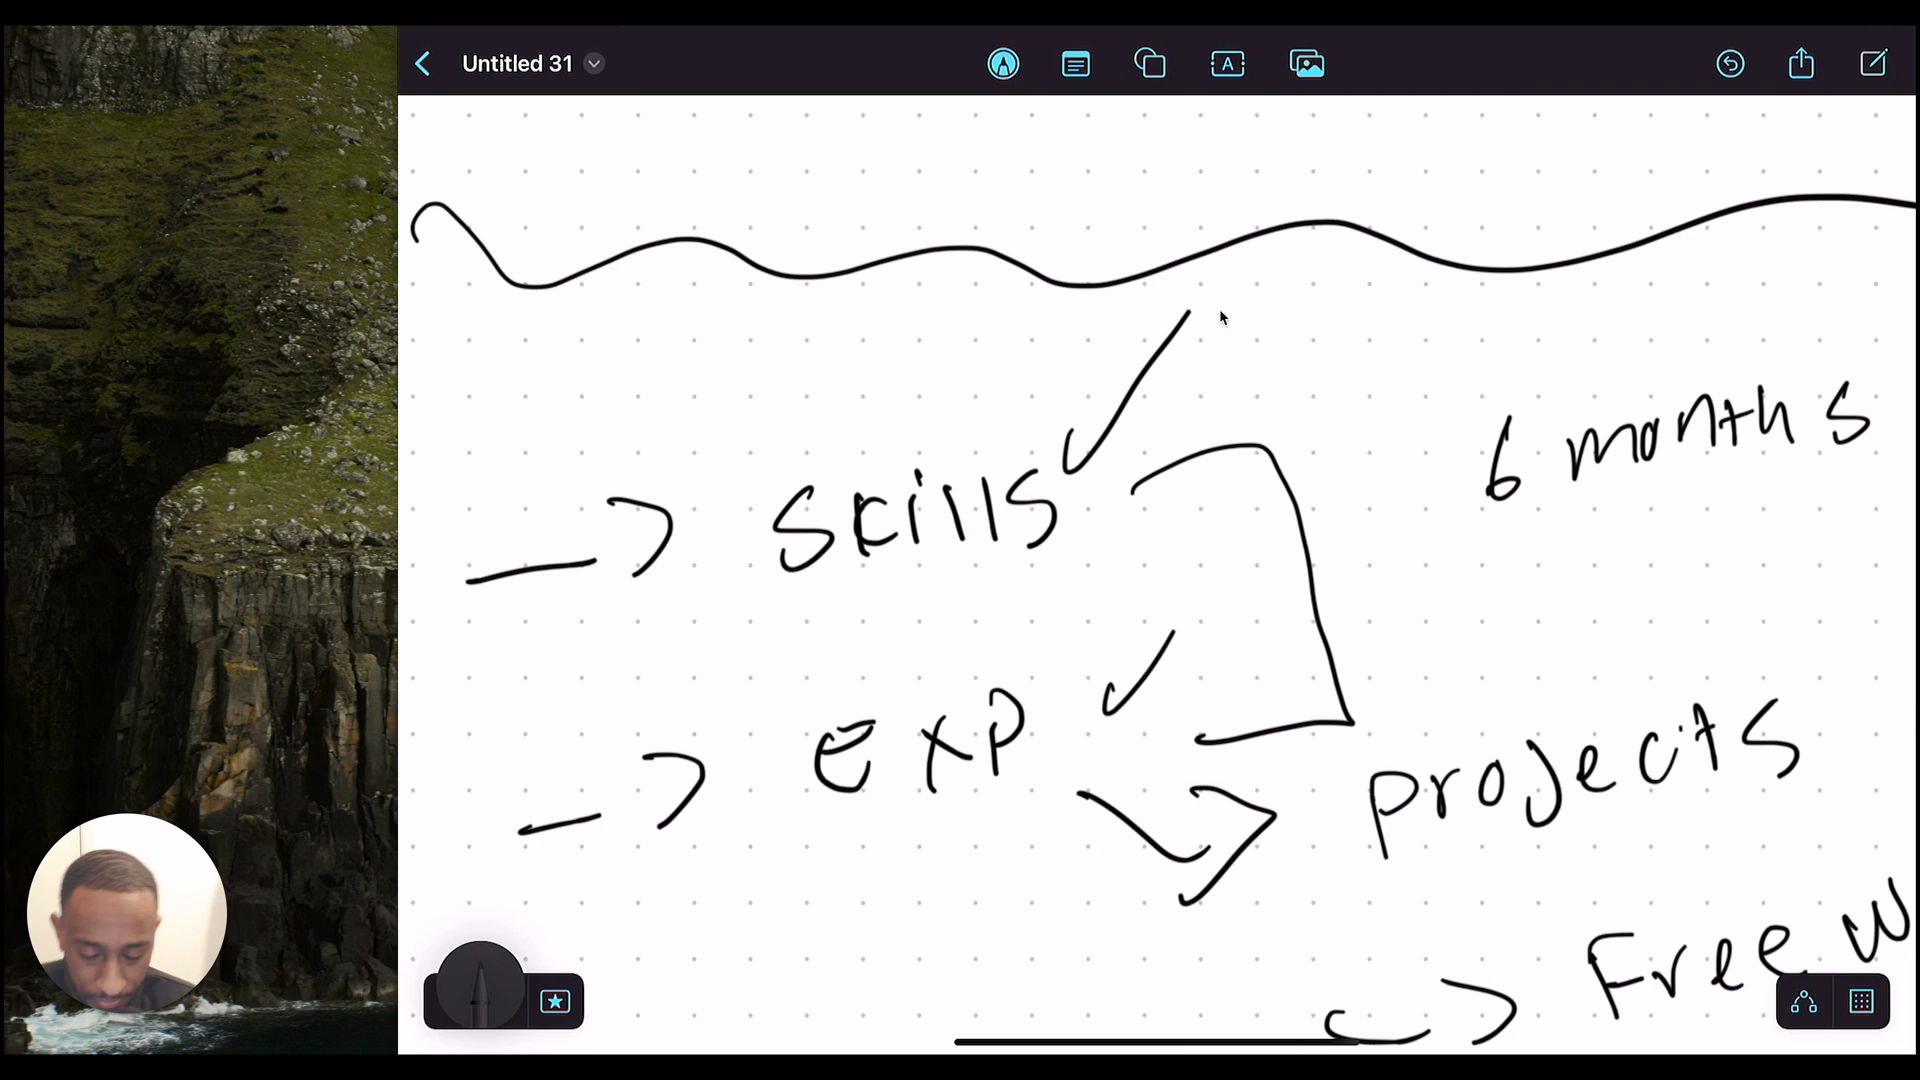 Untitled 31
A
6 months
skills
Exp
projects
Free W